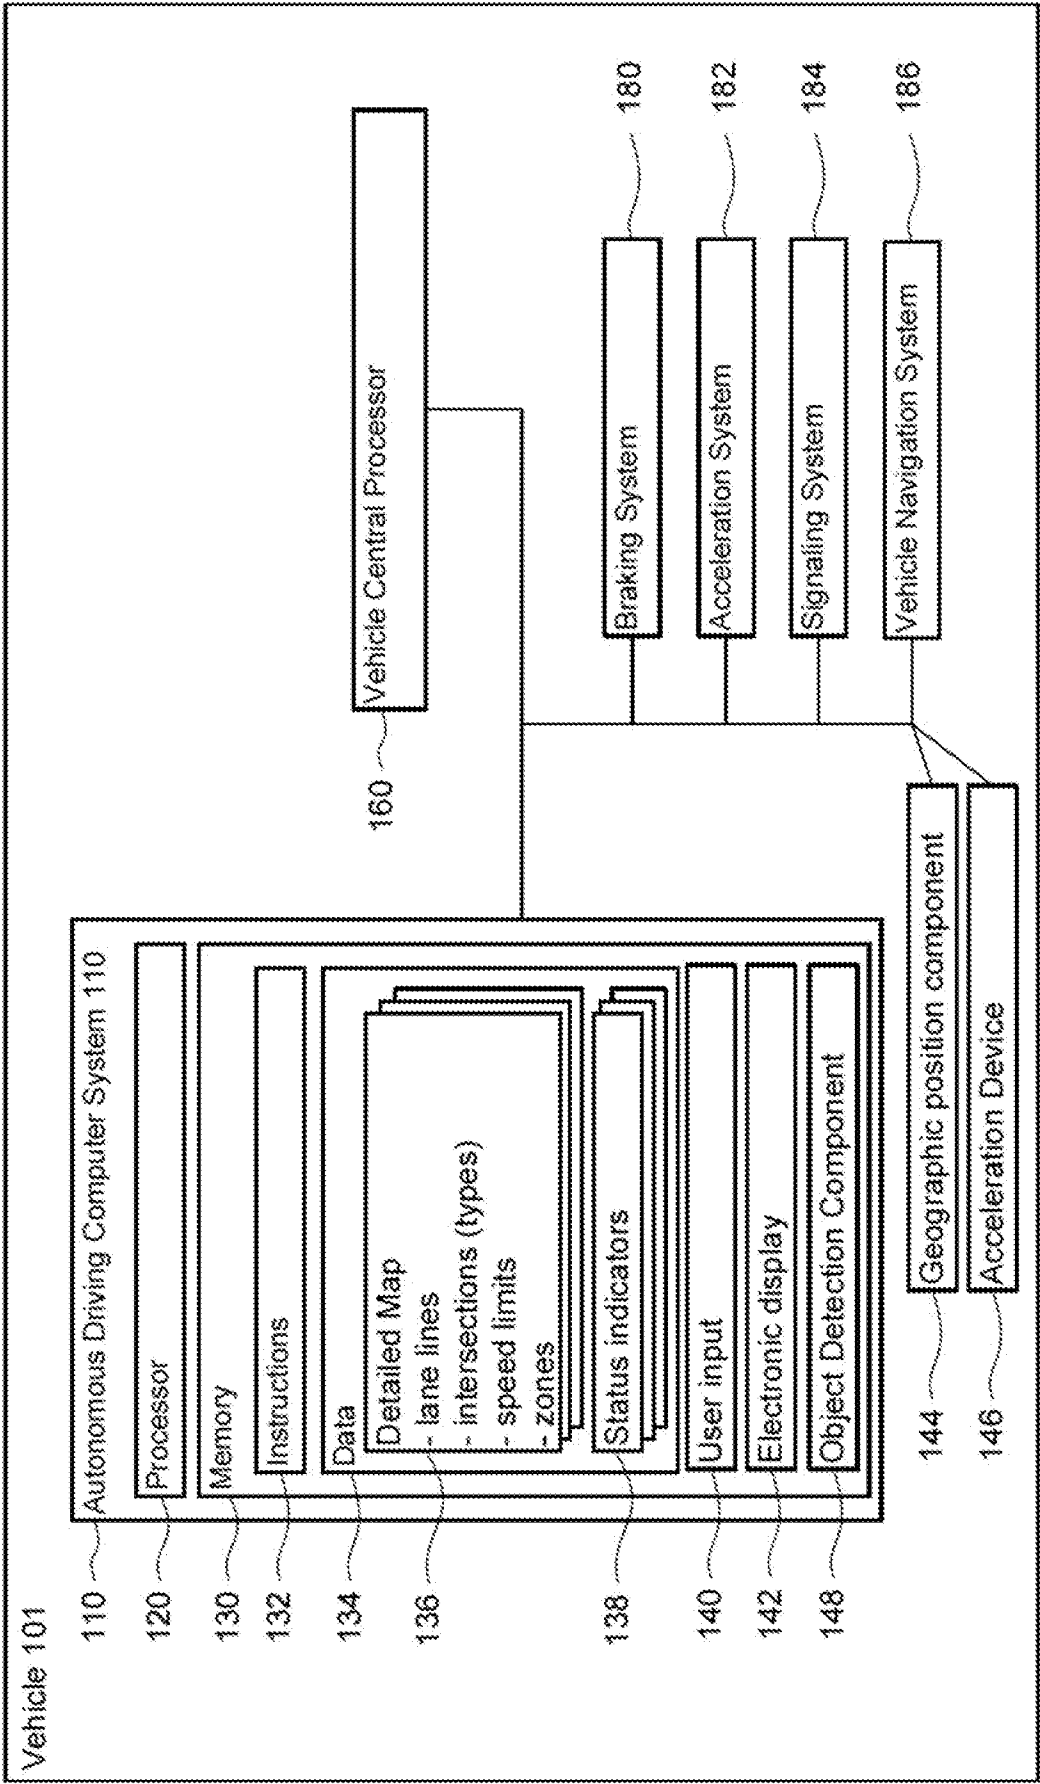 Vehicle 101
110
Autonomous Driving Computer System 110
120
Processor
130
Memory
132
Instructions
134
Data
136
Detailed Map
- lane lines
- intersections (types)
- speed limits
- zones
138
Status indicators
140
User input
142
Electronic display
148
Object Detection Component
144
Geographic position component
146
Acceleration Device
160
Vehicle Central Processor
Braking System
180
Acceleration System
182
Signaling System
184
Vehicle Navigation System
186